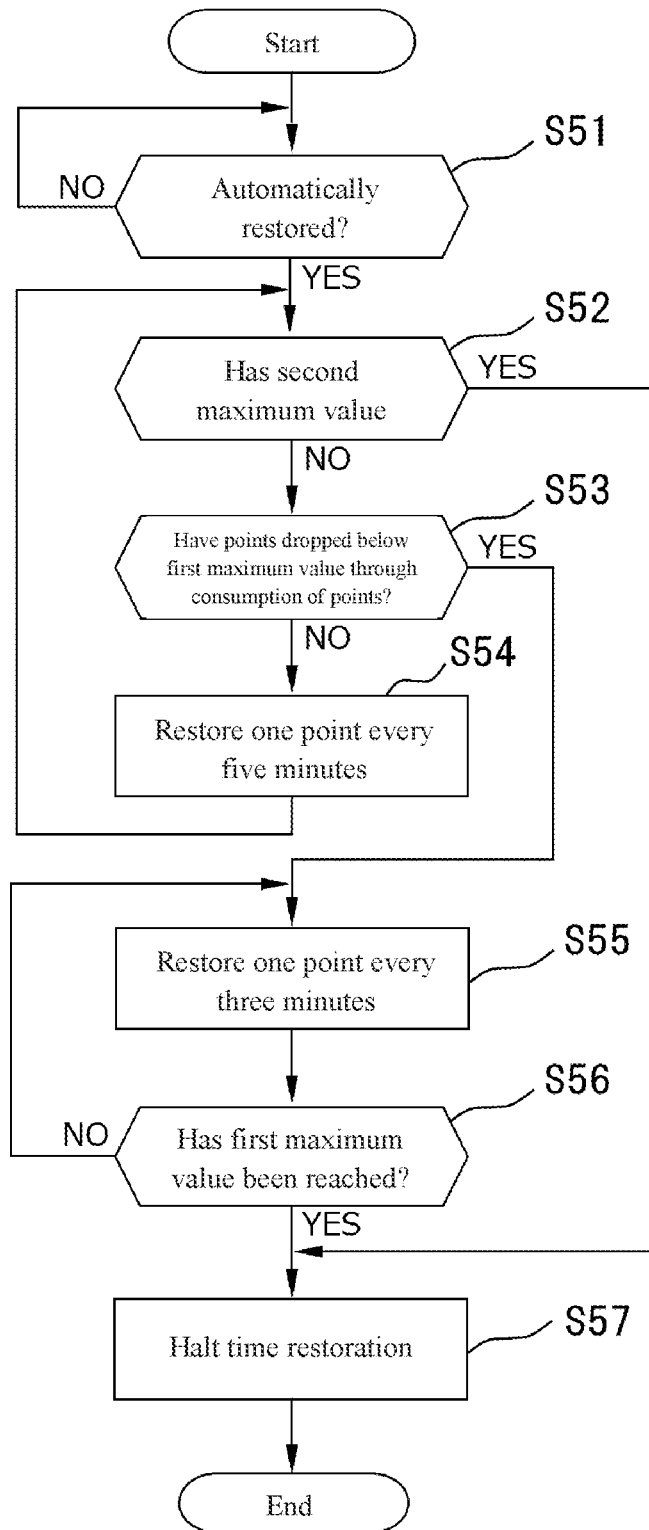 Start
S51
NO
Automatically
restored?
YES
S52
Has second
maximum value
YES
NO
S53
Have points dropped below
first maximum value through
consumption of points?
YES
NO
S54
Restore one point every
five minutes
S55
Restore one point every
three minutes
S56
NO
Has first maximum
value been reached?
YES
S57
Halt time restoration
End